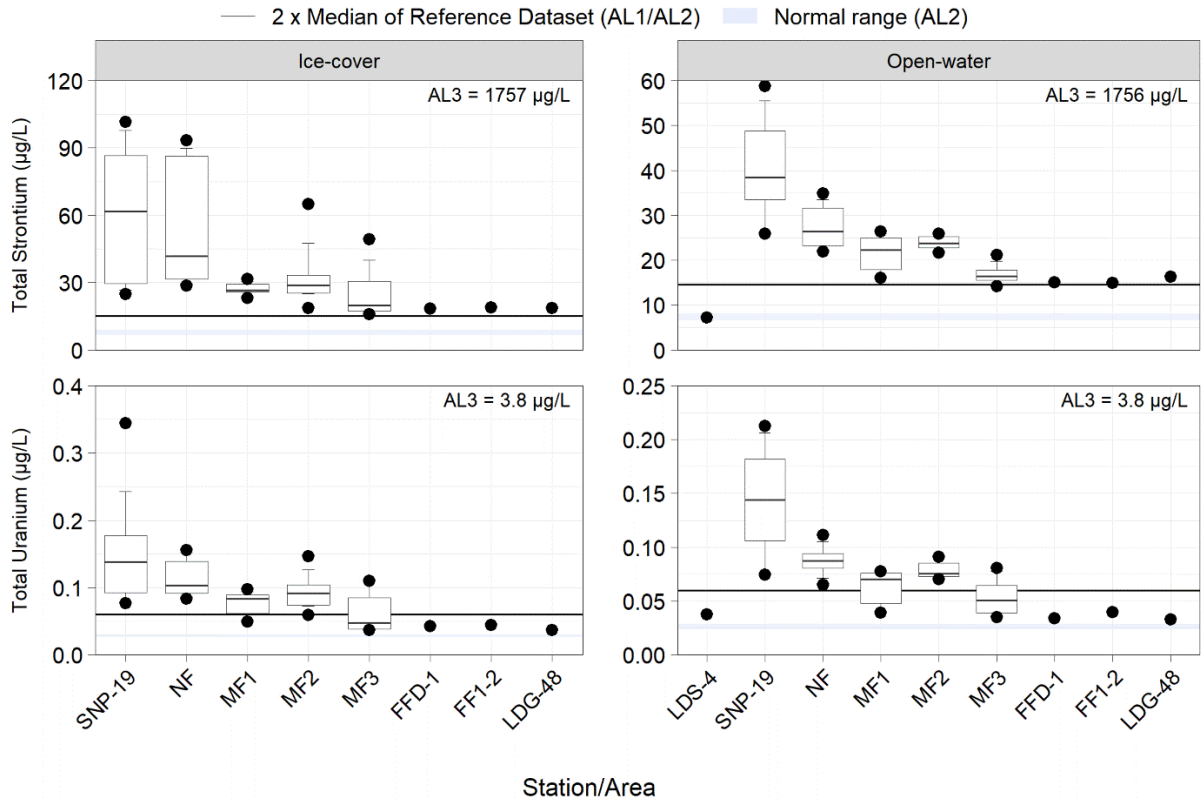 2 x Median of Reference Dataset (AL1/AL2) Normal range (AL2)
Ice-cover Open-water
Total Strontium (µg/L)
120
90
60
30
0
AL3 = 1757 µg/L
60
50
40
30
20
10
0
AL3 = 1756 µg/L
Total Uranium (µg/L)
0.4
0.3
0.2
0.1
0.0
AL3 = 3.8 µg/L
0.25
0.20
0.15
0.10
0.05
0.00
AL3 = 3.8 µg/L
SNP-19 NF MF1 MF2 MF3 FFD-1 FF1-2 LDG-48
LDS-4 SNP-19 NF MF1 MF2 MF3 FFD-1 FF1-2 LDG-48
Station/Area